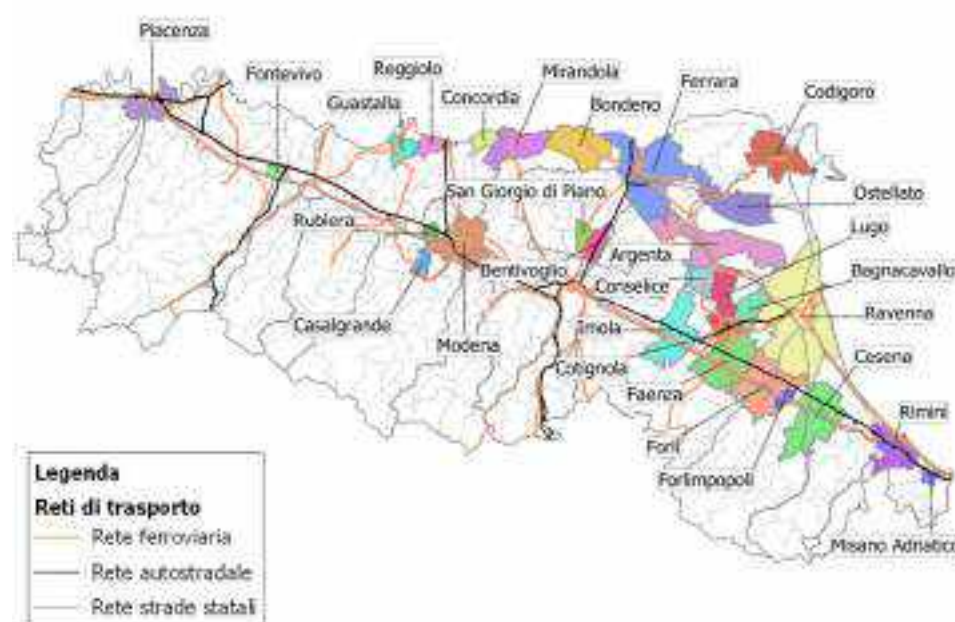 Piacenza
Fontevivo
Reggiolo
Guastalla
Concordia
Mirandola
Bondeno
Ferrara
Codigoro
San Giorgio di Piano
Ostellato
Rubiera
Lugo
Argenta
Bentivoglio
Bagnacavallo
Conselice
Ravenna
Casalgrande
Modena
Imola
Cotignola
Cesena
Faenza
Rimini
Forlì
Forlimpopoli
Misano Adriatico
Legenda
Reti di trasporto
Rete ferroviaria
Rete autostradale
Rete strade statali